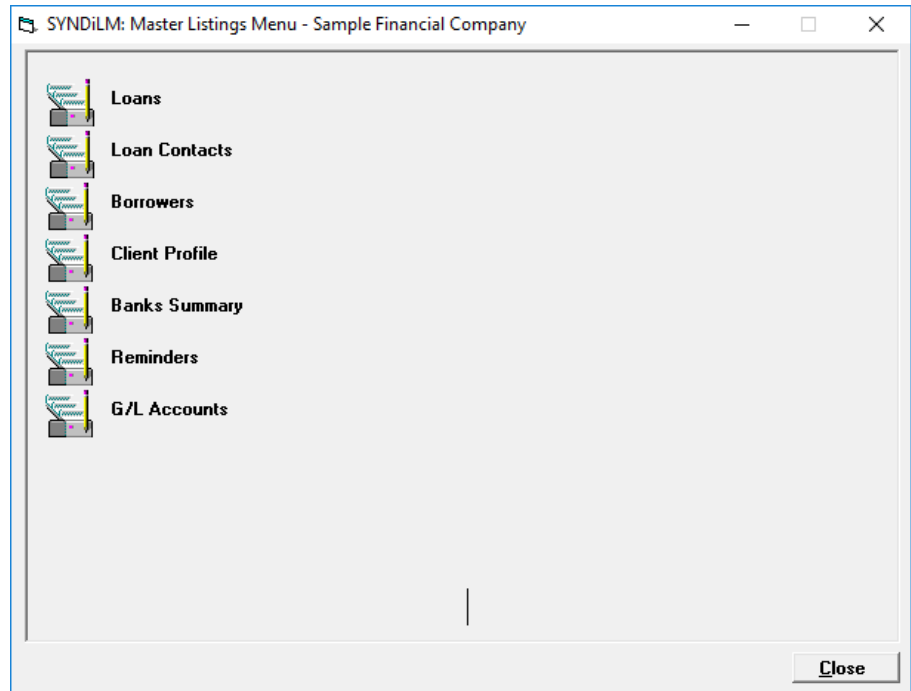 SYNDiLM: Master Listings Menu - Sample Financial Company
Loans
Loan Contacts
Borrowers
Client Profile
Banks Summary
Reminders
G/L Accounts
Close